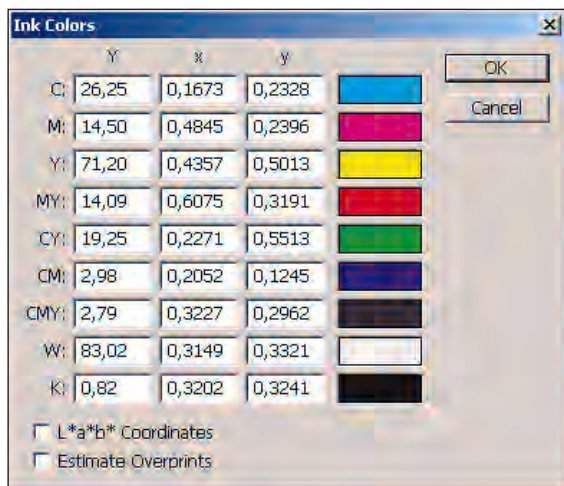 Ink Colors
Y x y
OK
C: 26,25 0,1673 0,2328
Cancel
M: 14,50 0,4845 0,2396
Y: 71,20 0,4357 0,5013
MY: 14,09 0,6075 0,3191
CY: 19,25 0,2271 0,5513
CM: 2,98 0,2052 0,1245
CMY: 2,79 0,3227 0,2962
W: 83,02 0,3149 0,3321
K: 0,82 0,3202 0,3241
L*a*b* Coordinates
Estimate Overprints